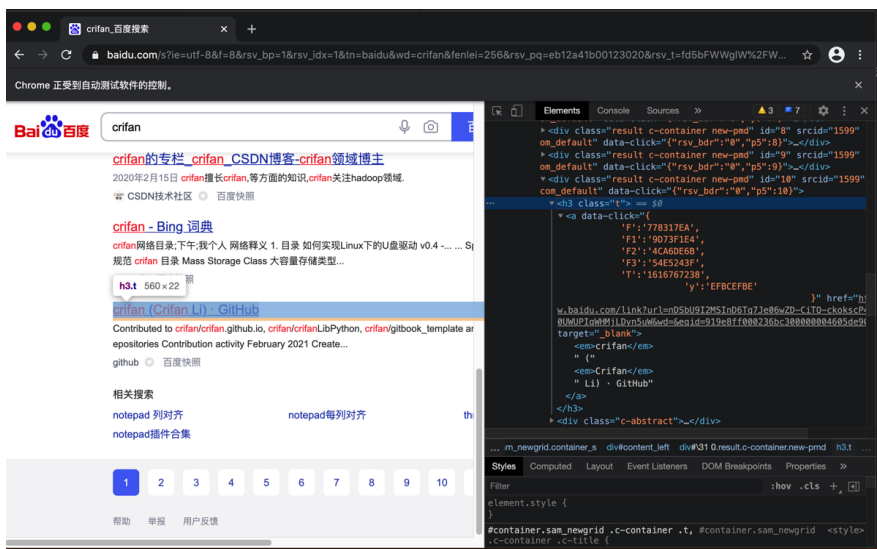 crifan_百度搜索
baidu.com/s?ie=utf-8&f=8&rsv_bp=1&rsv_idx=1&tn=baidu&wd=crifan&fenlei=256&rsv_pq=eb12a41b00123020&rsv_t=fd5bFWWgIW%2FW...
Chrome 正受到自动测试软件的控制。
Bai百度
crifan
crifan的专栏_crifan_CSDN博客-crifan领域博主
2020年2月15日 crifan擅长crifan,等方面的知识,crifan关注hadoop领域.
CSDN技术社区 百度快照
crifan - Bing 词典
crifan网络目录;下午;我个人 网络释义 1. 目录 如何实现Linux下的U盘驱动 v0.4 -... ... Sp
规范 crifan 目录 Mass Storage Class 大容量存储类型...
h3.t 560×22
照
crifan (Crifan Li) · GitHub
Contributed to crifan/crifan.github.io, crifan/crifanLibPython, crifan/gitbook_template ar
epositories Contribution activity February 2021 Create...
github 百度快照
相关搜索
notepad 列对齐 notepad每列对齐
notepad插件合集
1 2 3 4 5 6 7 8 9 10
帮助 举报 用户反馈
Elements Console Sources » 3 7
<div class="result c-container new-pmd" id="8" srcid="1599"
om_default" data-click="{"rsv_bdr":"0","p5":8}">…</div>
<div class="result c-container new-pmd" id="9" srcid="1599"
om_default" data-click="{"rsv_bdr":"0","p5":9}">…</div>
<div class="result c-container new-pmd" id="10" srcid="1599"
com_default" data-click="{"rsv_bdr":"0","p5":10}">
<h3 class="t"> == $0
<a data-click="{
'F':'778317EA',
'F1':'9D73F1E4',
'F2':'4CA6DE6B',
'F3':'54E5243F',
'T':'1616767238',
'y':'EFBCEFBE'
}" href="ht
target="_blank">
<em>crifan</em>
" ("
<em>Crifan</em>
" Li) · GitHub"
</a>
</h3>
<div class="c-abstract">…</div>
... m_newgrid.container_s div#content_left div#\31 0.result.c-container.new-pmd h3.t ...
Styles Computed Layout Event Listeners DOM Breakpoints Properties »
Filter :hov .cls +
element.style {
}
#container.sam_newgrid .c-container .t, #container.sam_newgrid <style>
.c-container .c-title {